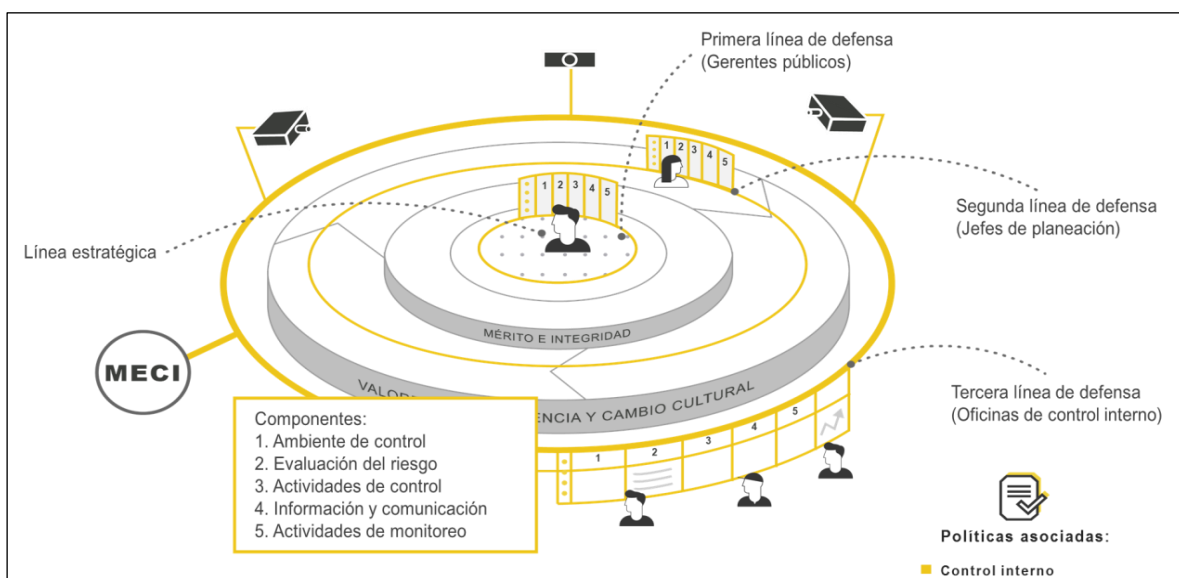 Primera línea de defensa
(Gerentes públicos)
1 2 3 4 5
1 2 3 4 5
Segunda línea de defensa
(Jefes de planeación)
Línea estratégica
MÉRITO E INTEGRIDAD
MECI
VALOR
ENCIA Y CAMBIO CULTURAL
Tercera línea de defensa
(Oficinas de control interno)
Componentes:
1. Ambiente de control
2. Evaluación del riesgo
3. Actividades de control
4. Información y comunicación
5. Actividades de monitoreo
1 2 3 4 5
Políticas asociadas:
Control interno